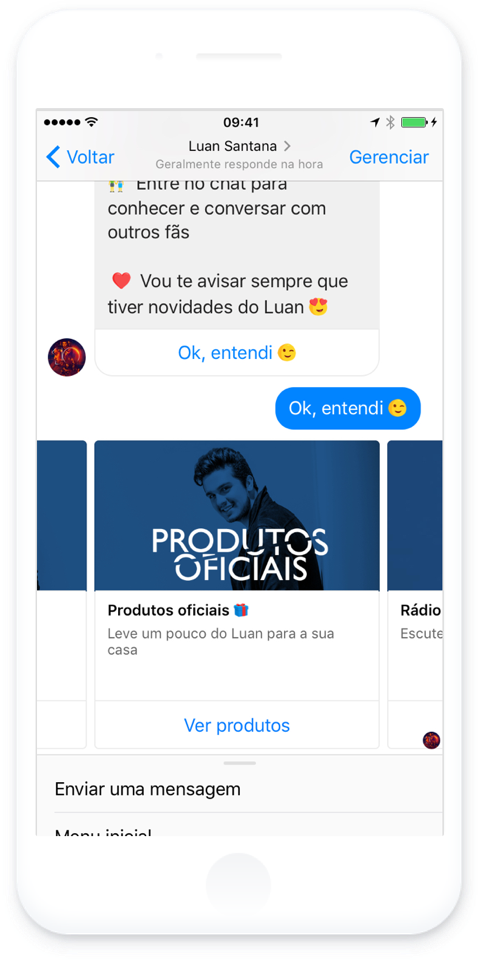 09:41
Voltar
Luan Santana
Geralmente responde na hora
Gerenciar
👬 Entre no chat para
conhecer e conversar com
outros fãs
❤️ Vou te avisar sempre que
tiver novidades do Luan 😍
Ok, entendi 😉
Ok, entendi 😉
PRODUTOS
OFICIAIS
Produtos oficiais 🎁
Leve um pouco do Luan para a sua
casa
Ver produtos
Rádio
Escute
Enviar uma mensagem
Menu inicial